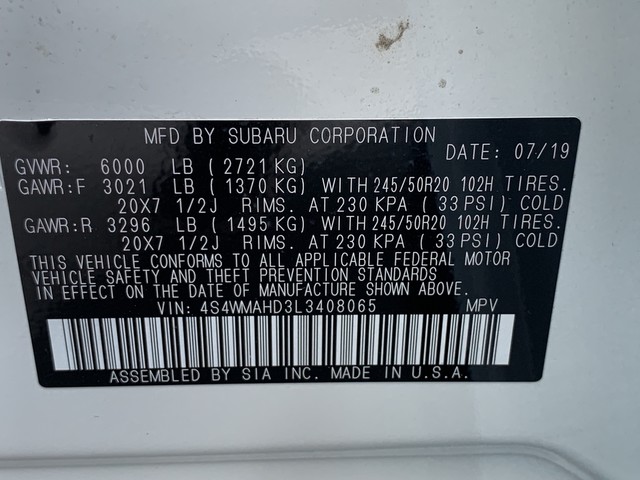 MFD BY SUBARU CORPORATION
DATE: 07/19
GVWR: 6000 LB ( 2721 KG)
GAWR:F 3021 LB ( 1370 KG) WITH 245/50R20 102H TIRES.
20X7 1/2J RIMS. AT 230 KPA ( 33 PSI) COLD
GAWR:R 3296 LB ( 1495 KG) WITH 245/50R20 102H TIRES.
20X7 1/2J RIMS. AT 230 KPA ( 33 PSI) COLD
THIS VEHICLE CONFORMS TO ALL APPLICABLE FEDERAL MOTOR
VEHICLE SAFETY AND THEFT PREVENTION STANDARDS
IN EFFECT ON THE DATE OF MANUFACTURE SHOWN ABOVE.
VIN: 4S4WMAHD3L3408065 MPV
ASSEMBLED BY SIA INC. MADE IN U.S.A.